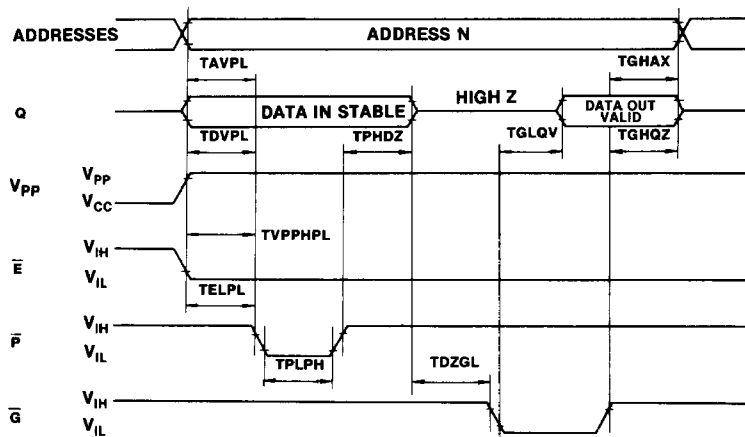 ADDRESSES
ADDRESS N
TAVPL
TGHAX
Q
DATA IN STABLE
HIGH Z
DATA OUT
VALID
TDVPL
TPHDZ
TGLQV
TGHQZ
VPP
VPP
VCC
TVPPHPL
E̅
VIH
VIL
TELPL
P̅
VIH
VIL
TPLPH
TDZGL
G̅
VIH
VIL